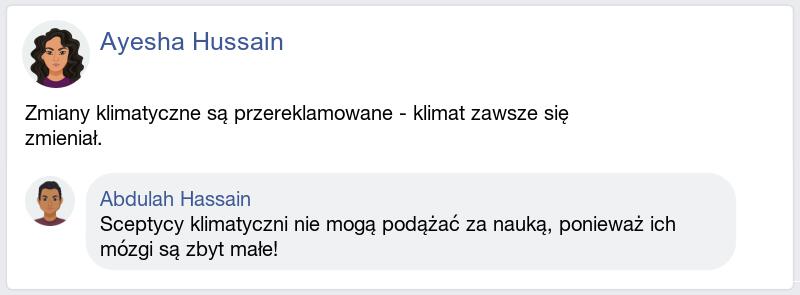 Ayesha Hussain
Zmiany klimatyczne są przereklamowane - klimat zawsze się
zmieniał.
Abdulah Hassain
Sceptycy klimatyczni nie mogą podążać za nauką, ponieważ ich
mózgi są zbyt małe!